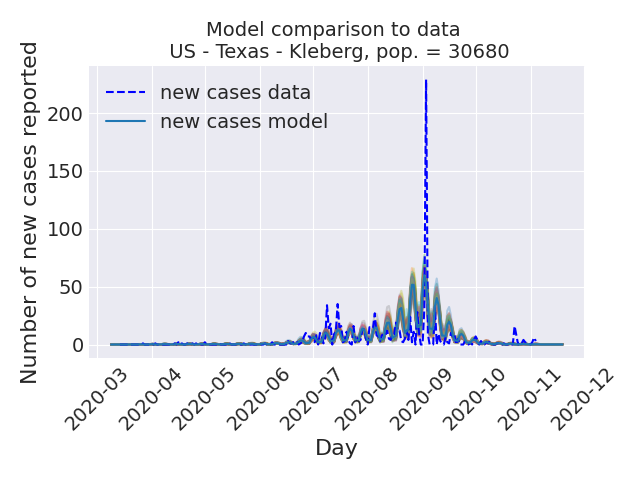 Model comparison to data
US - Texas - Kleberg, pop. = 30680
Number of new cases reported
200
150
100
50
0
new cases data
new cases model
2020-03
2020-04
2020-05
2020-06
2020-07
2020-08
2020-09
2020-10
2020-11
2020-12
Day